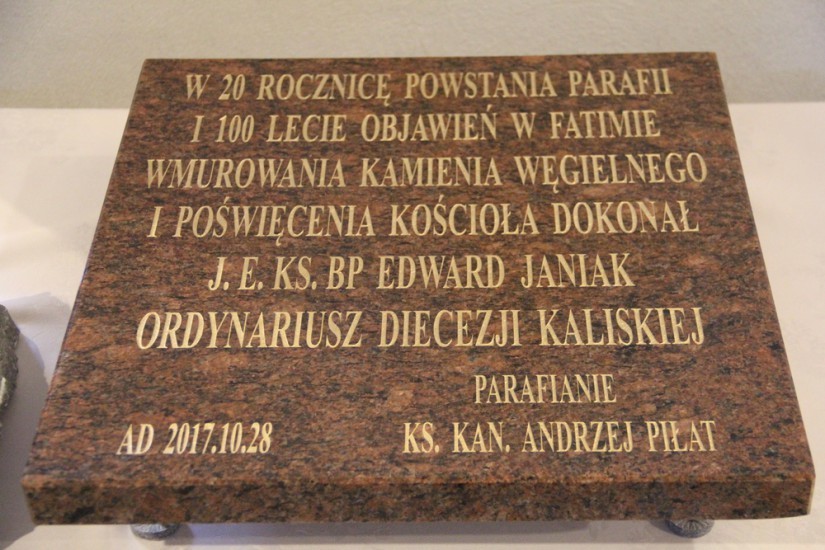 W 20 ROCZNICĘ POWSTANIA PARAFII
I 100 LECIE OBJAWIEŃ W FATIMIE
WMUROWANIA KAMIENIA WĘGIELNEGO
I POŚWIĘCENIA KOŚCIOŁA DOKONAŁ
J. E. KS. BP EDWARD JANIAK
ORDYNARIUSZ DIECEZJI KALISKIEJ
PARAFIANIE
AD 2017.10.28 KS. KAN. ANDRZEJ PIŁAT